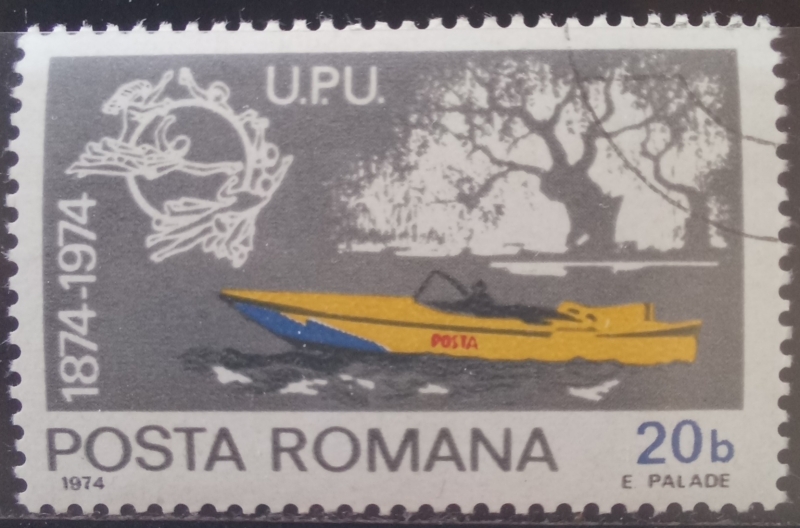 U.P.U.
1874-1974
POSTA
POSTA ROMANA
20b
1974
E PALADE